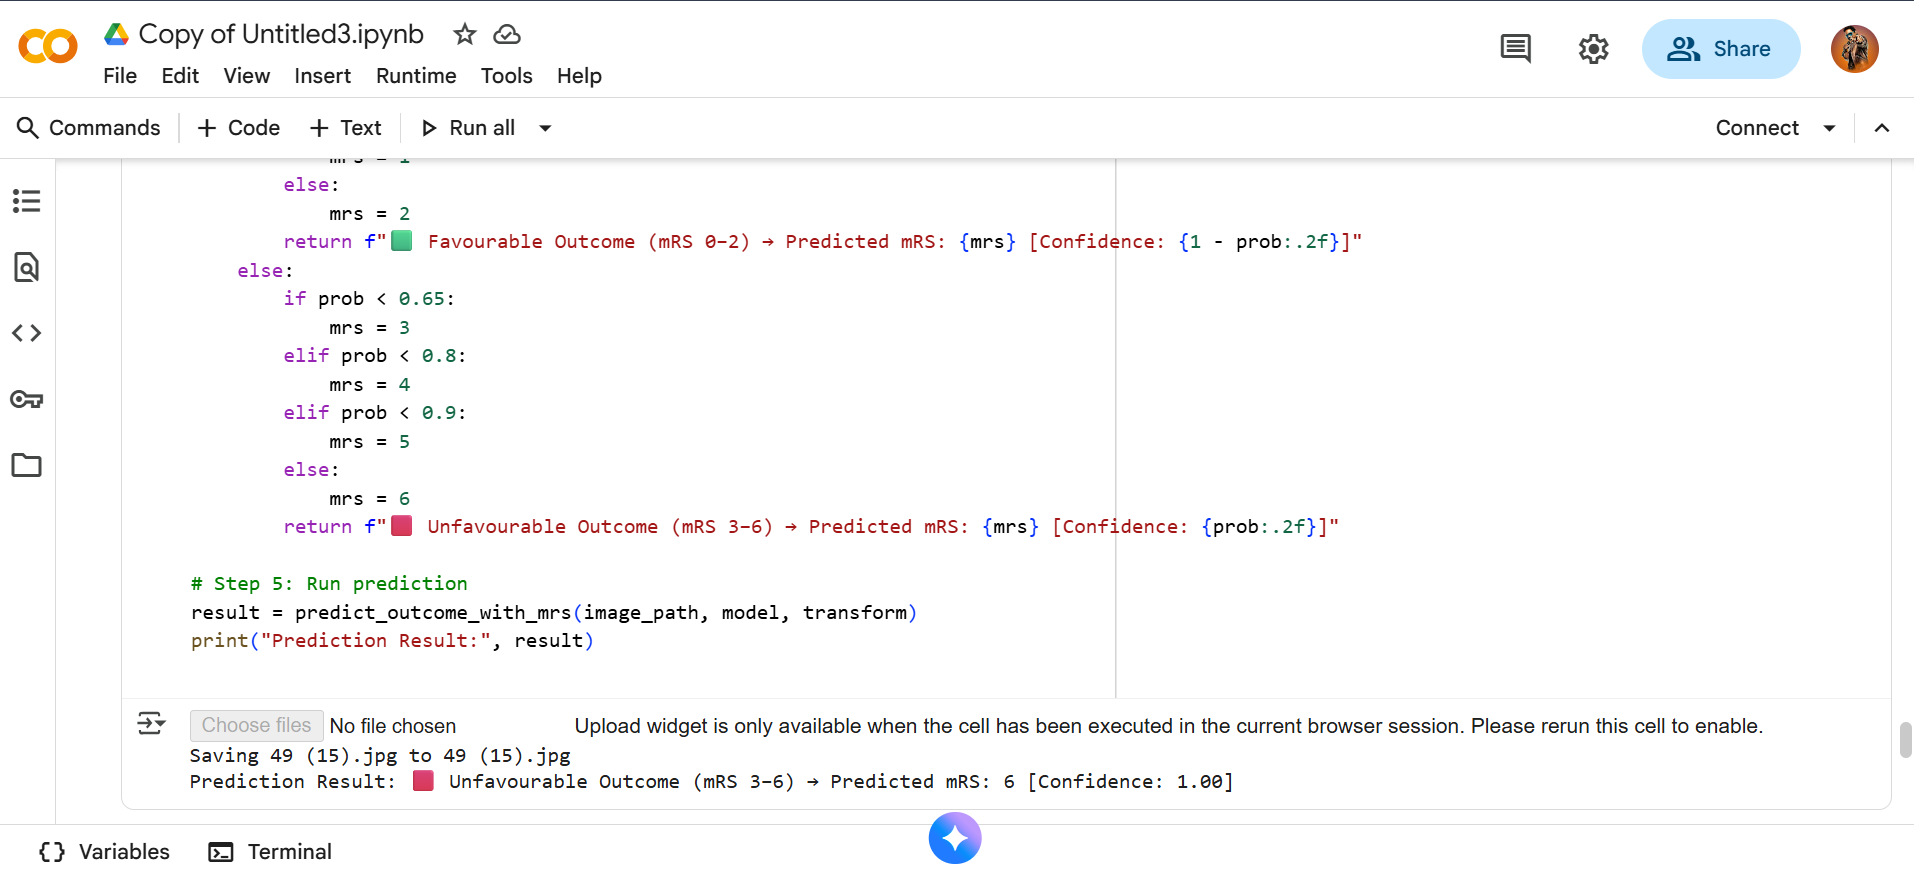 Copy of Untitled3.ipynb
File Edit View Insert Runtime Tools Help
Share
Commands + Code + Text Run all
Connect
mrs = 1
else:
mrs = 2
return f"🟩 Favourable Outcome (mRS 0–2) → Predicted mRS: {mrs} [Confidence: {1 - prob:.2f}]"
else:
if prob < 0.65:
mrs = 3
elif prob < 0.8:
mrs = 4
elif prob < 0.9:
mrs = 5
else:
mrs = 6
return f"🟥 Unfavourable Outcome (mRS 3–6) → Predicted mRS: {mrs} [Confidence: {prob:.2f}]"
# Step 5: Run prediction
result = predict_outcome_with_mrs(image_path, model, transform)
print("Prediction Result:", result)
Choose files No file chosen Upload widget is only available when the cell has been executed in the current browser session. Please rerun this cell to enable.
Saving 49 (15).jpg to 49 (15).jpg
Prediction Result: 🟥 Unfavourable Outcome (mRS 3–6) → Predicted mRS: 6 [Confidence: 1.00]
{} Variables Terminal